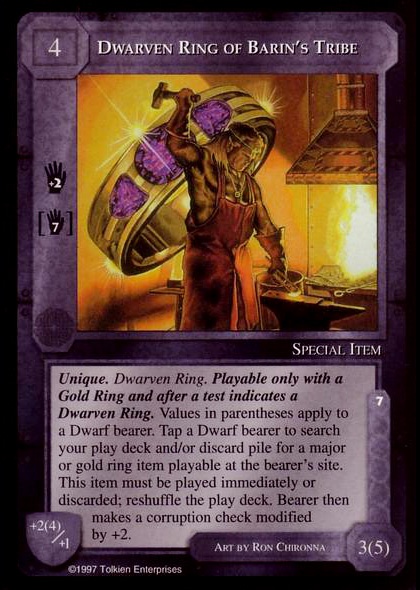 4
DWARVEN RING OF BARIN'S TRIBE
+2
[7]
SPECIAL ITEM
Unique. Dwarven Ring. Playable only with a
Gold Ring and after a test indicates a
Dwarven Ring. Values in parentheses apply to
a Dwarf bearer. Tap a Dwarf bearer to search
your play deck and/or discard pile for a major
or gold ring item playable at the bearer's site.
This item must be played immediately or
discarded; reshuffle the play deck. Bearer then
makes a corruption check modified
by +2.
7
+2(4)/+1
ART BY RON CHIRONNA
3(5)
©1997 Tolkien Enterprises